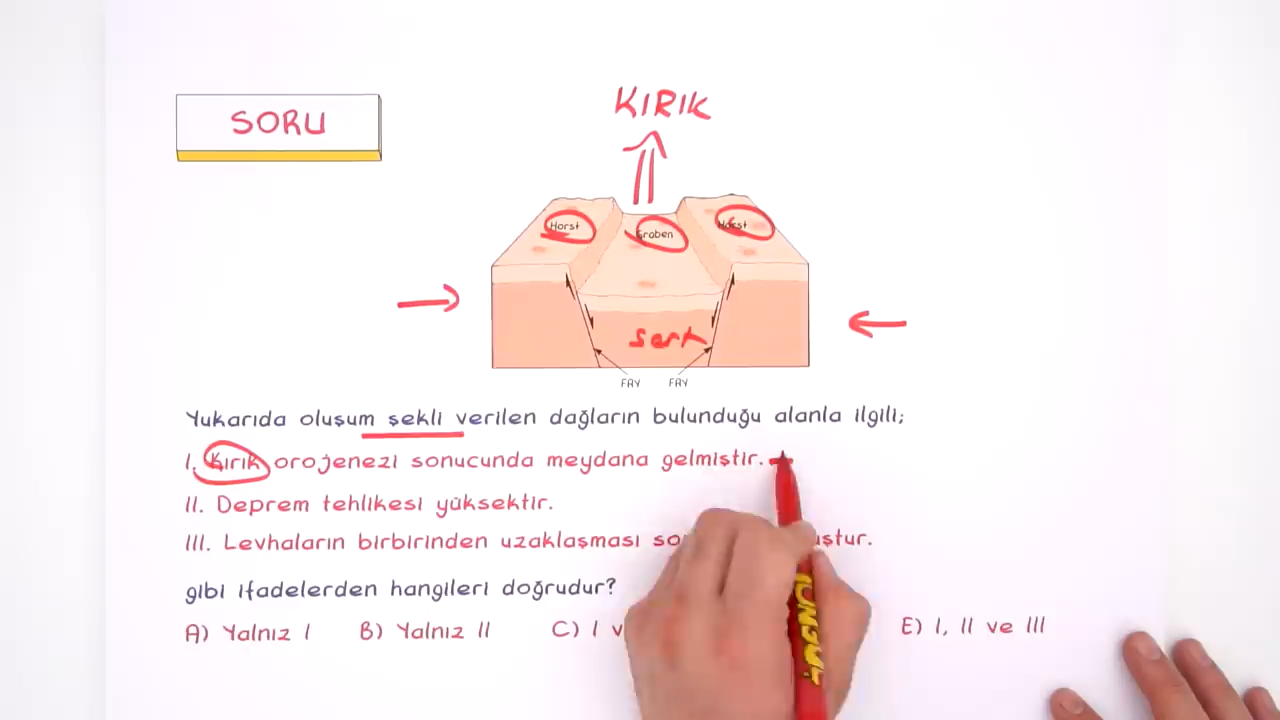 SORU
KIRIK
Horst
Graben
Horst
Sert
FAY
FAY
Yukarıda oluşum şekli verilen dağların bulunduğu alanla ilgili;
I. Kırık orojenezi sonucunda meydana gelmiştir.
II. Deprem tehlikesi yüksektir.
III. Levhaların birbirinden uzaklaşması
gibi ifadelerden hangileri doğrudur?
A) Yalnız I B) Yalnız II C) I E) I, II ve III